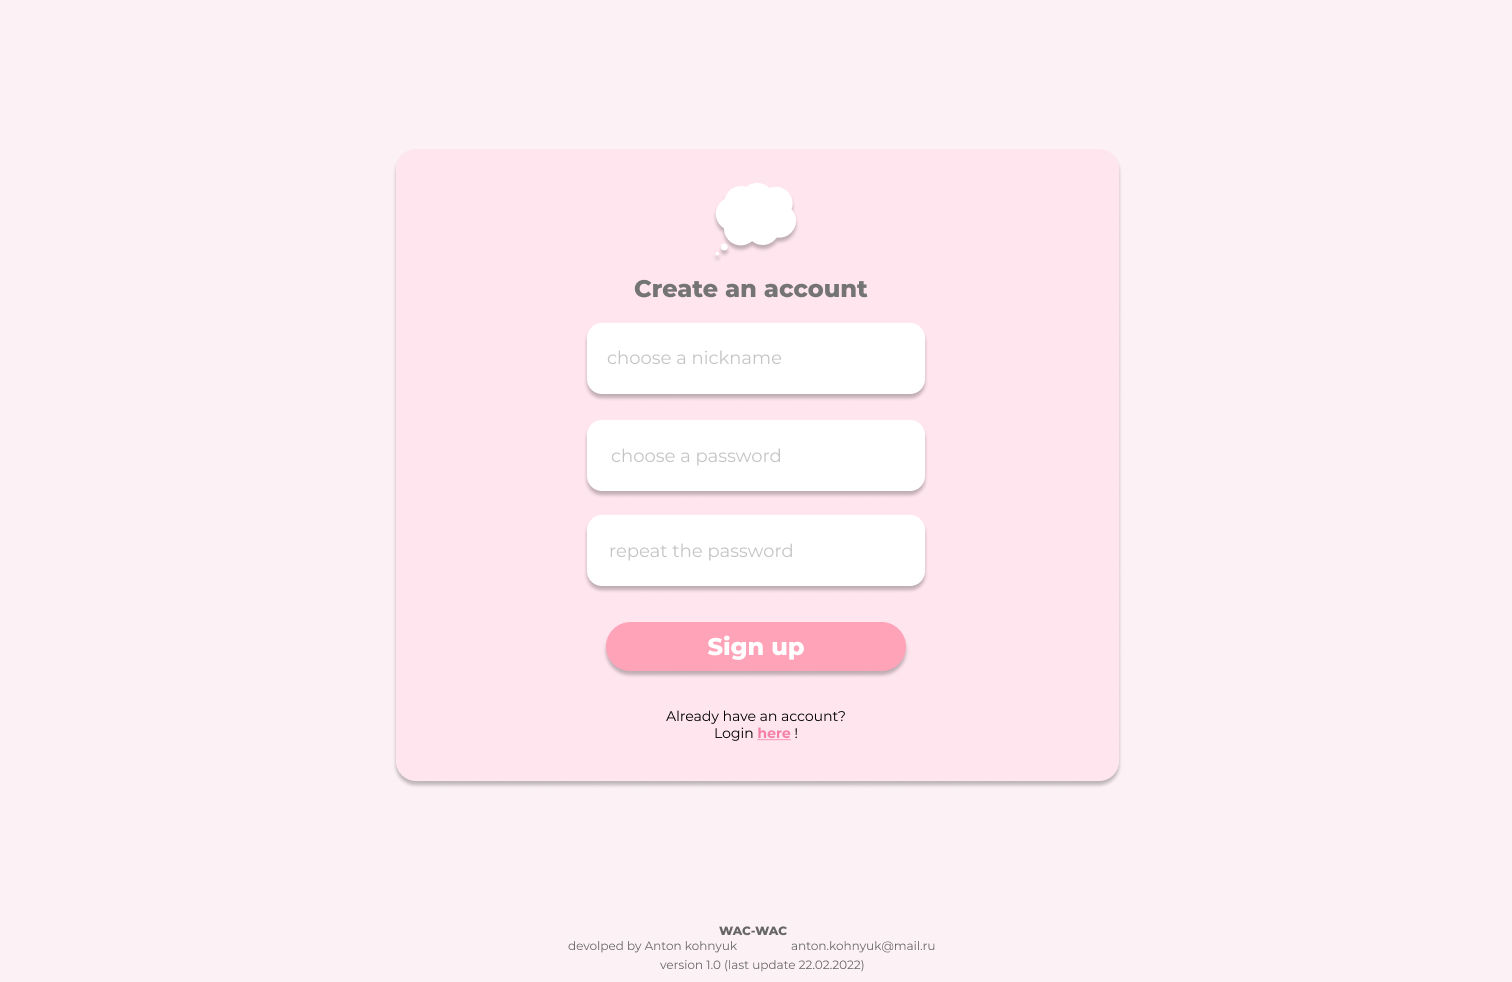 Create an account
choose a nickname
choose a password
repeat the password
Sign up
Already have an account?
Login here !
WAC-WAC
devolped by Anton kohnyuk anton.kohnyuk@mail.ru
version 1.0 (last update 22.02.2022)